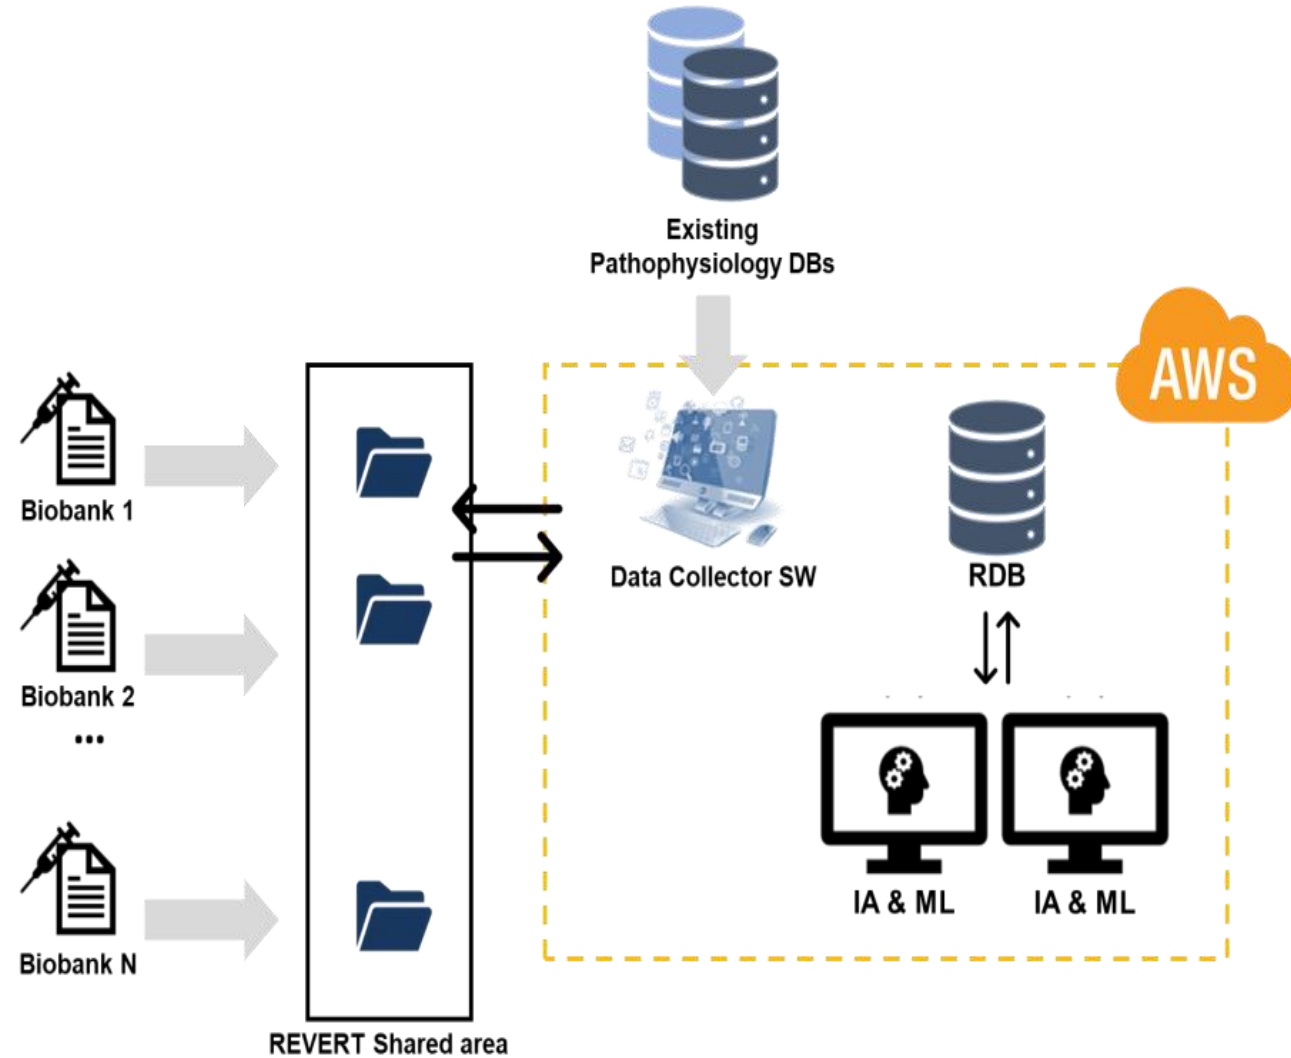 Existing
Pathophysiology DBs
AWS
Biobank 1
Data Collector SW
RDB
Biobank 2
...
IA & ML
IA & ML
Biobank N
REVERT Shared area